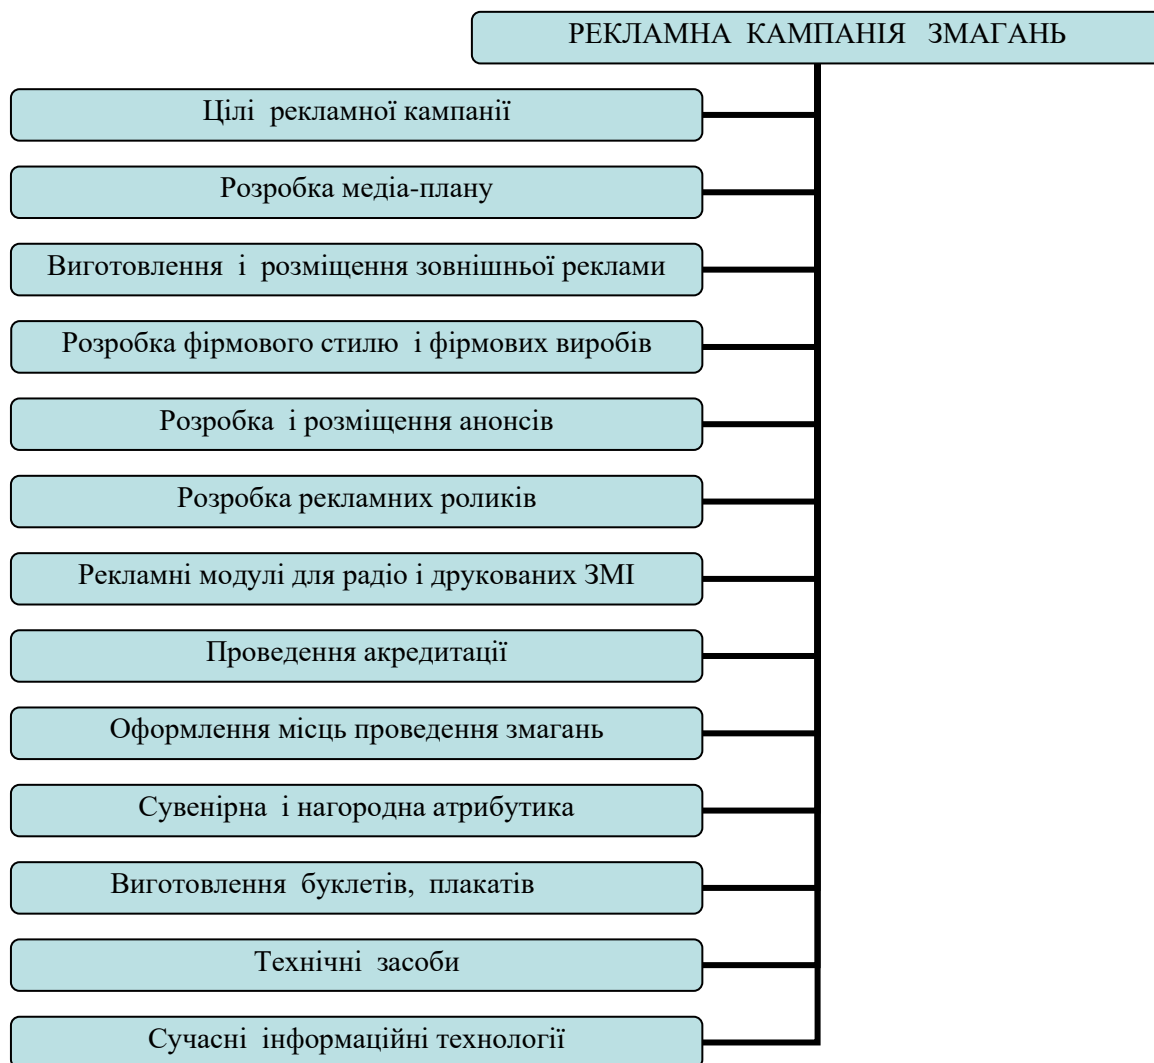 РЕКЛАМНА КАМПАНІЯ ЗМАГАНЬ
Цілі рекламної кампанії
Розробка медіа-плану
Виготовлення і розміщення зовнішньої реклами
Розробка фірмового стилю і фірмових виробів
Розробка і розміщення анонсів
Розробка рекламних роликів
Рекламні модулі для радіо і друкованих ЗМІ
Проведення акредитації
Оформлення місць проведення змагань
Сувенірна і нагородна атрибутика
Виготовлення буклетів, плакатів
Технічні засоби
Сучасні інформаційні технології